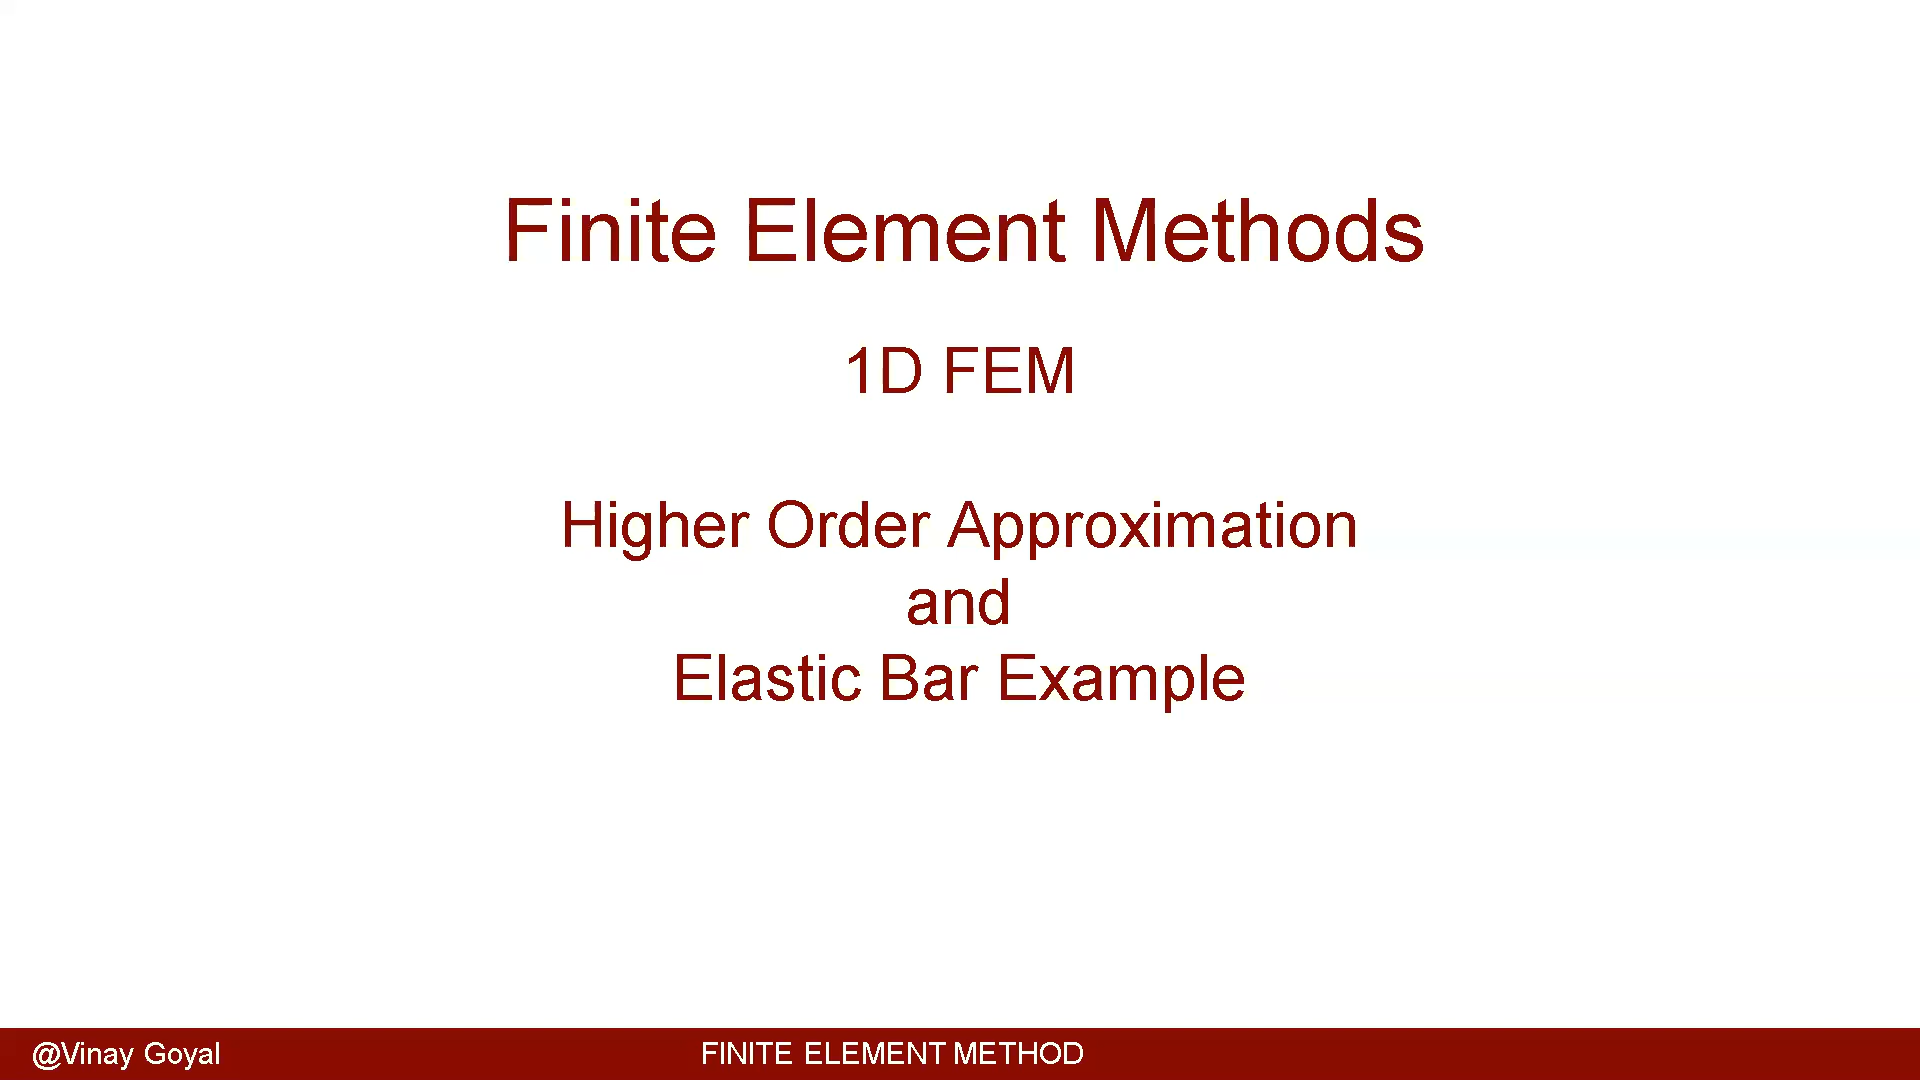 Finite Element Methods
1D FEM
Higher Order Approximation
and
Elastic Bar Example
@Vinay Goyal
FINITE ELEMENT METHOD